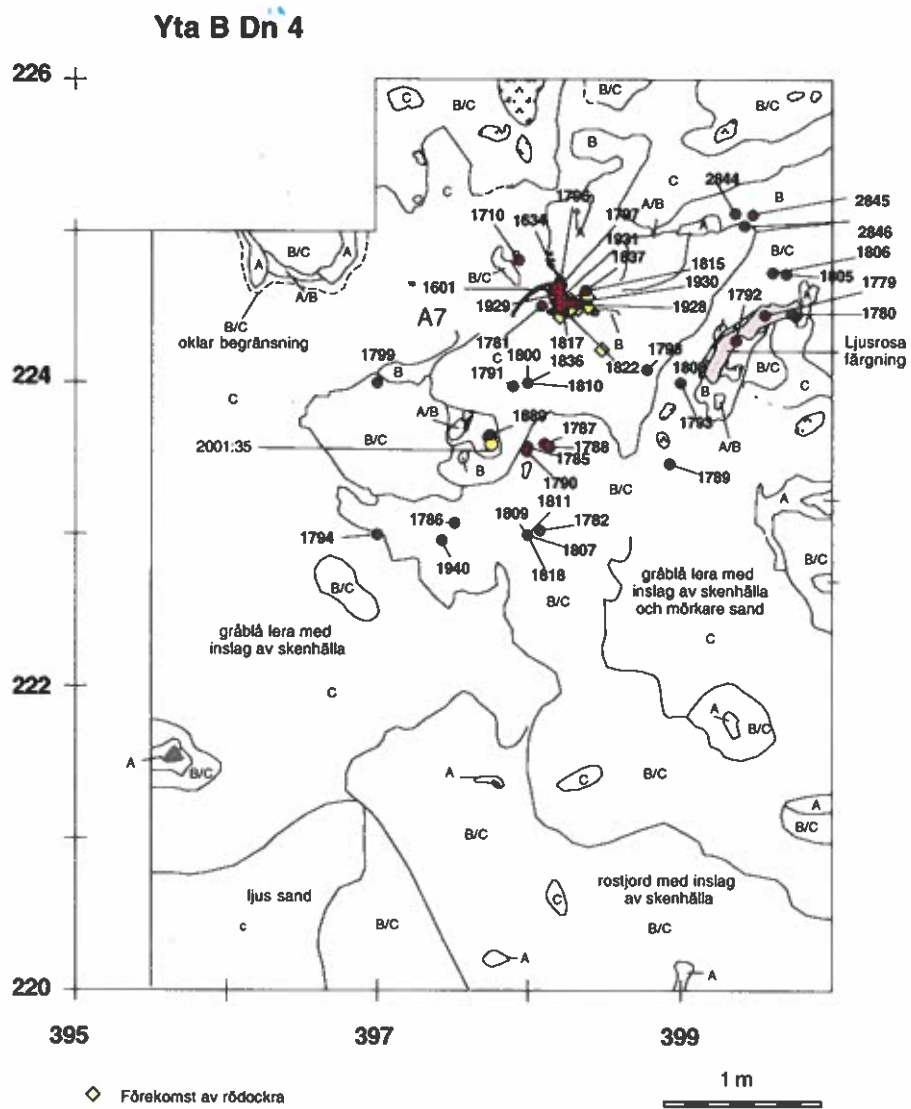 Yta B Dn 4
226
C
B/C
B/C
B/C
B
C
A/B
2844
B
2845
2846
1796
1797
1710
1634
1931
1837
A
B/C
1806
1805
B/C
A
A
A/B
B/C
oklar begränsning
B/C
1601
1929
A7
1815
1930
1928
1792
A
1779
1780
Ljusrosa
färgning
1781
1817
B
C
1800
1836
1791
1810
1822
1798
1808
C
B/C
224
1799
B
C
A/B
1889
1787
1788
1785
1790
1793
B
A/B
A
2001:35
B/C
B
1789
B/C
A
1811
1809
1782
1786
1794
1807
1940
1818
B/C
B/C
B/C
gråblå lera med
inslag av skenhälla
och mörkare sand
C
gråblå lera med
inslag av skenhälla
C
222
A
B/C
A
B/C
A
C
B/C
A
B/C
B/C
ljus sand
c
B/C
C
rostjord med inslag
av skenhälla
B/C
A
A
220
395
397
399
1 m
Förekomst av rödockra